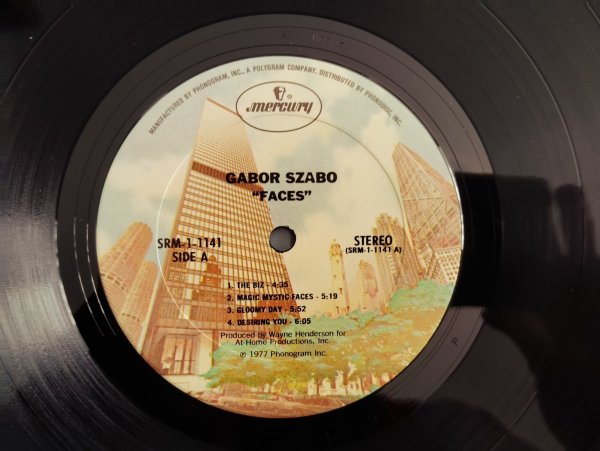 MANUFACTURED BY PHONOGRAM, INC., A POLYGRAM COMPANY, DISTRIBUTED BY PHONODISC, INC.
®
mercury
GABOR SZABO
"FACES"
SRM-1-1141
SIDE A
STEREO
(SRM-1-1141 A)
1. THE BIZ - 4:35
2. MAGIC MYSTIC FACES - 5:19
3. GLOOMY DAY - 5:52
4. DESIRING YOU - 6:05
Produced by Wayne Henderson for
At Home Productions, Inc.
℗ 1977 Phonogram Inc.